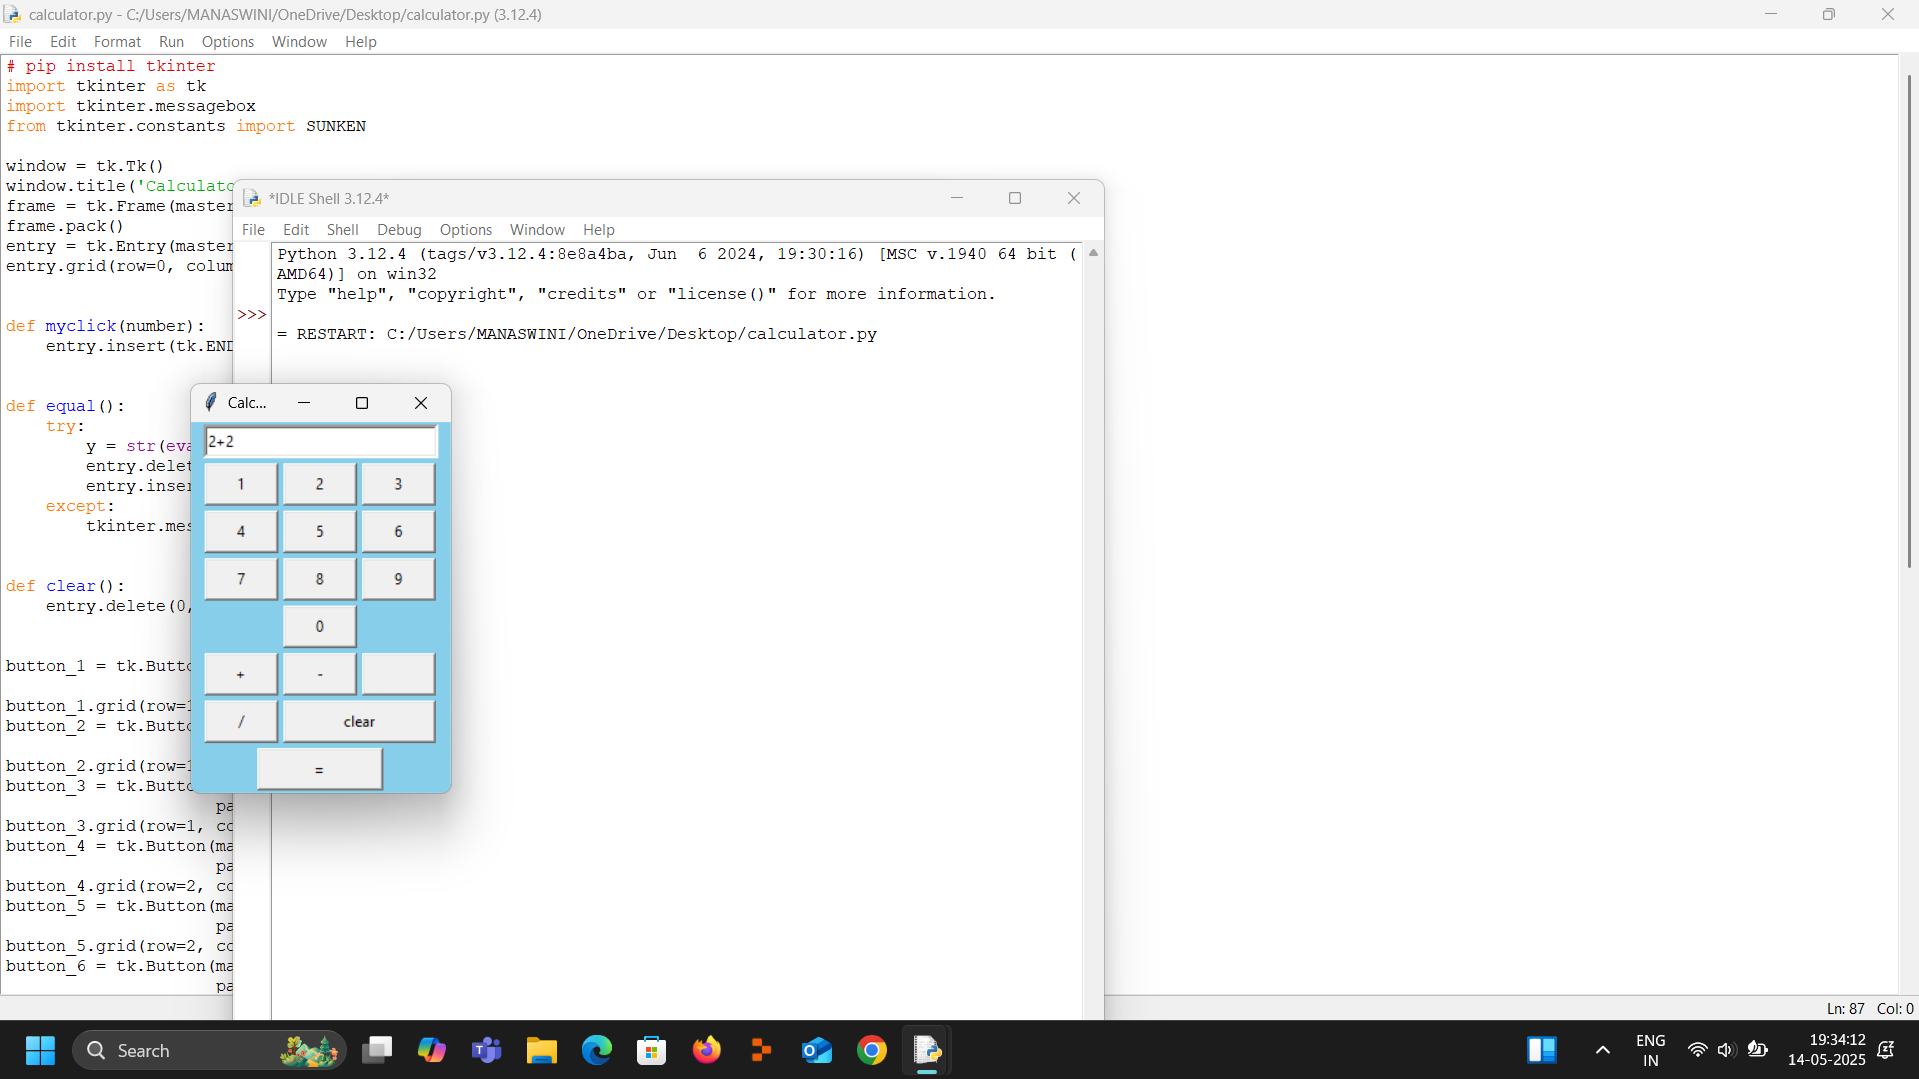 calculator.py - C:/Users/MANASWINI/OneDrive/Desktop/calculator.py (3.12.4)
File Edit Format Run Options Window Help
# pip install tkinter
import tkinter as tk
import tkinter.messagebox
from tkinter.constants import SUNKEN
window = tk.Tk()
window.title('Calculato
frame = tk.Frame(master
frame.pack()
entry = tk.Entry(master
entry.grid(row=0, colum
def myclick(number):
entry.insert(tk.END
def equal():
try:
y = str(eva
entry.delet
entry.inser
except:
tkinter.mes
def clear():
entry.delete(0,
button_1 = tk.Butto
button_1.grid(row=1
button_2 = tk.Butto
button_2.grid(row=1
button_3 = tk.Butto
pa
button_3.grid(row=1, co
button_4 = tk.Button(ma
pa
button_4.grid(row=2, co
button_5 = tk.Button(ma
pa
button_5.grid(row=2, co
button_6 = tk.Button(ma
pa
*IDLE Shell 3.12.4*
File Edit Shell Debug Options Window Help
Python 3.12.4 (tags/v3.12.4:8e8a4ba, Jun  6 2024, 19:30:16) [MSC v.1940 64 bit (
AMD64)] on win32
Type "help", "copyright", "credits" or "license()" for more information.
>>>
= RESTART: C:/Users/MANASWINI/OneDrive/Desktop/calculator.py
Calc...
2+2
1 2 3
4 5 6
7 8 9
0
+ -
/ clear
=
Ln: 87 Col: 0
Search
ENG
IN
19:34:12
14-05-2025